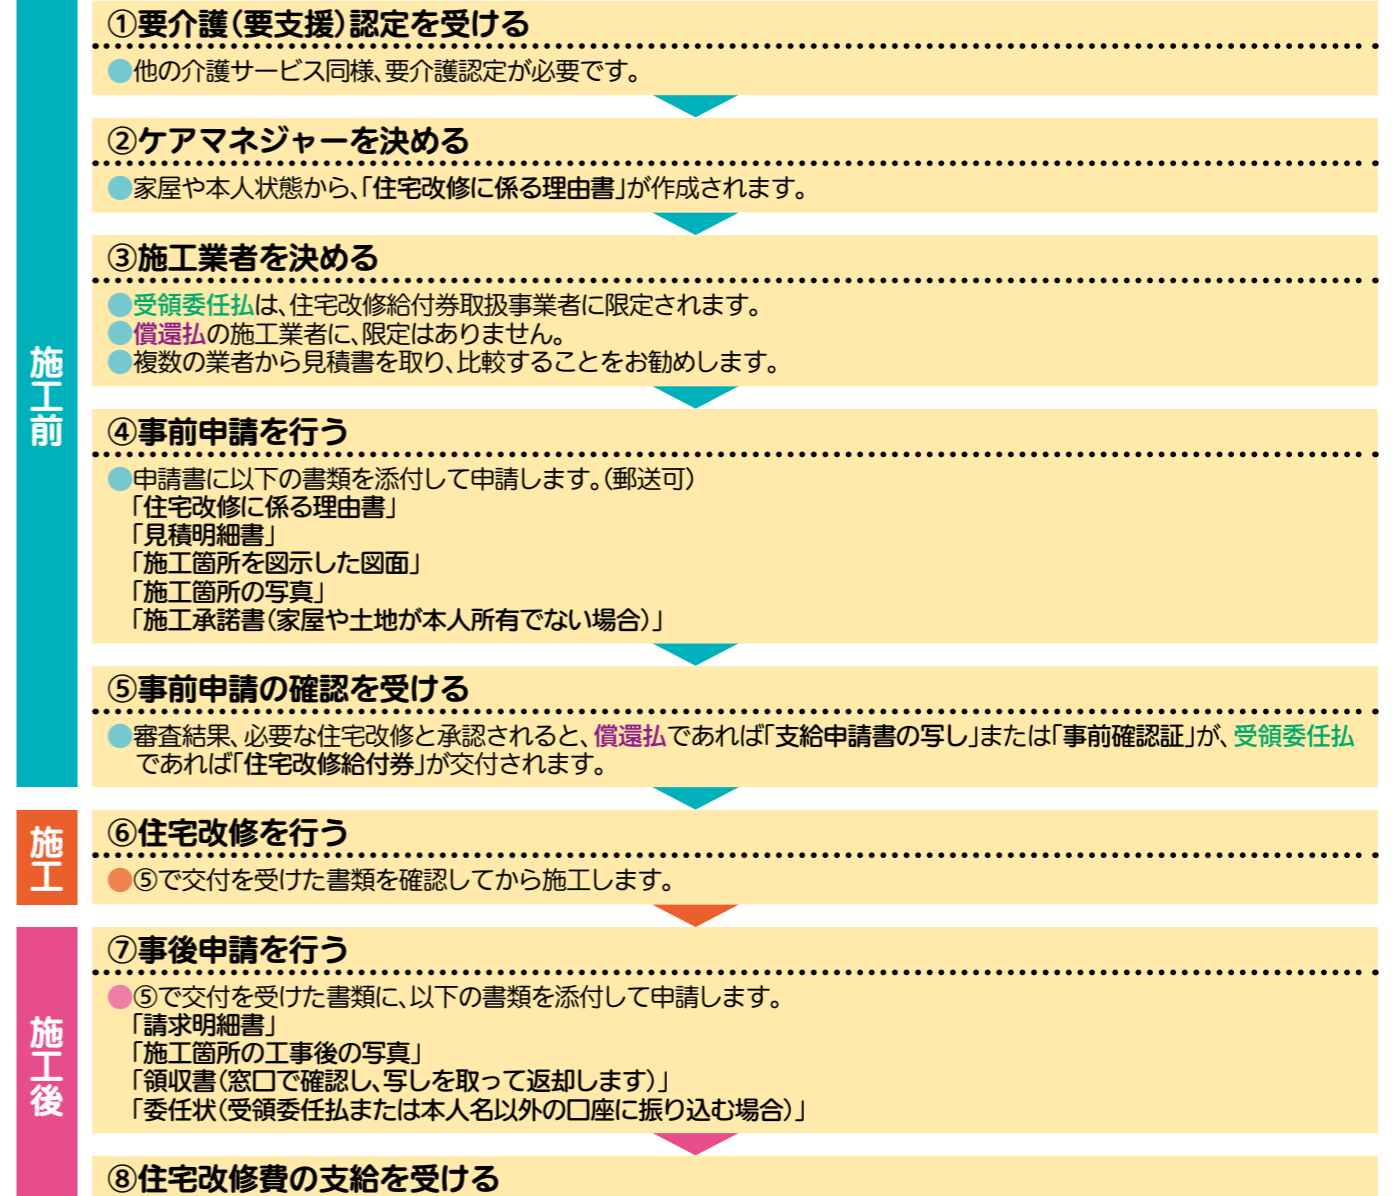 施工前
①要介護(要支援)認定を受ける
●他の介護サービス同様、要介護認定が必要です。
②ケアマネジャーを決める
●家屋や本人状態から、「住宅改修に係る理由書」が作成されます。
③施工業者を決める
●受領委任払は、住宅改修給付券取扱事業者に限定されます。
●償還払の施工業者に、限定はありません。
●複数の業者から見積書を取り、比較することをお勧めします。
④事前申請を行う
●申請書に以下の書類を添付して申請します。(郵送可)
「住宅改修に係る理由書」
「見積明細書」
「施工箇所を図示した図面」
「施工箇所の写真」
「施工承諾書(家屋や土地が本人所有でない場合)」
⑤事前申請の確認を受ける
●審査結果、必要な住宅改修と承認されると、償還払であれば「支給申請書の写し」または「事前確認証」が、受領委任払
であれば「住宅改修給付券」が交付されます。
施工
⑥住宅改修を行う
●⑤で交付を受けた書類を確認してから施工します。
施工後
⑦事後申請を行う
●⑤で交付を受けた書類に、以下の書類を添付して申請します。
「請求明細書」
「施工箇所の工事後の写真」
「領収書(窓口で確認し、写しを取って返却します)」
「委任状(受領委任払または本人名以外の口座に振り込む場合)」
⑧住宅改修費の支給を受ける